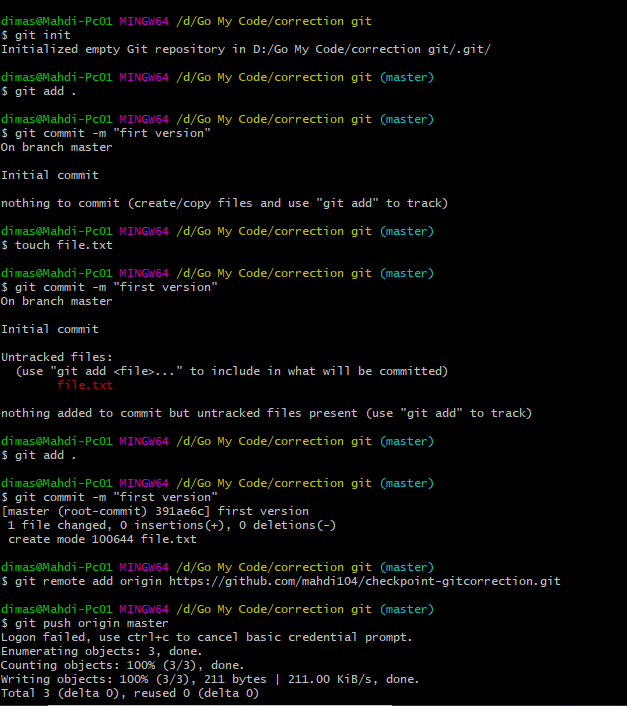 dimas@Mahdi-Pc01 MINGW64 /d/Go My Code/correction git
$ git init
Initialized empty Git repository in D:/Go My Code/correction git/.git/
dimas@Mahdi-Pc01 MINGW64 /d/Go My Code/correction git (master)
$ git add .
dimas@Mahdi-Pc01 MINGW64 /d/Go My Code/correction git (master)
$ git commit -m "firt version"
On branch master
Initial commit
nothing to commit (create/copy files and use "git add" to track)
dimas@Mahdi-Pc01 MINGW64 /d/Go My Code/correction git (master)
$ touch file.txt
dimas@Mahdi-Pc01 MINGW64 /d/Go My Code/correction git (master)
$ git commit -m "first version"
On branch master
Initial commit
Untracked files:
  (use "git add <file>..." to include in what will be committed)
        file.txt
nothing added to commit but untracked files present (use "git add" to track)
dimas@Mahdi-Pc01 MINGW64 /d/Go My Code/correction git (master)
$ git add .
dimas@Mahdi-Pc01 MINGW64 /d/Go My Code/correction git (master)
$ git commit -m "first version"
[master (root-commit) 391ae6c] first version
 1 file changed, 0 insertions(+), 0 deletions(-)
 create mode 100644 file.txt
dimas@Mahdi-Pc01 MINGW64 /d/Go My Code/correction git (master)
$ git remote add origin https://github.com/mahdi104/checkpoint-gitcorrection.git
dimas@Mahdi-Pc01 MINGW64 /d/Go My Code/correction git (master)
$ git push origin master
Logon failed, use ctrl+c to cancel basic credential prompt.
Enumerating objects: 3, done.
Counting objects: 100% (3/3), done.
Writing objects: 100% (3/3), 211 bytes | 211.00 KiB/s, done.
Total 3 (delta 0), reused 0 (delta 0)